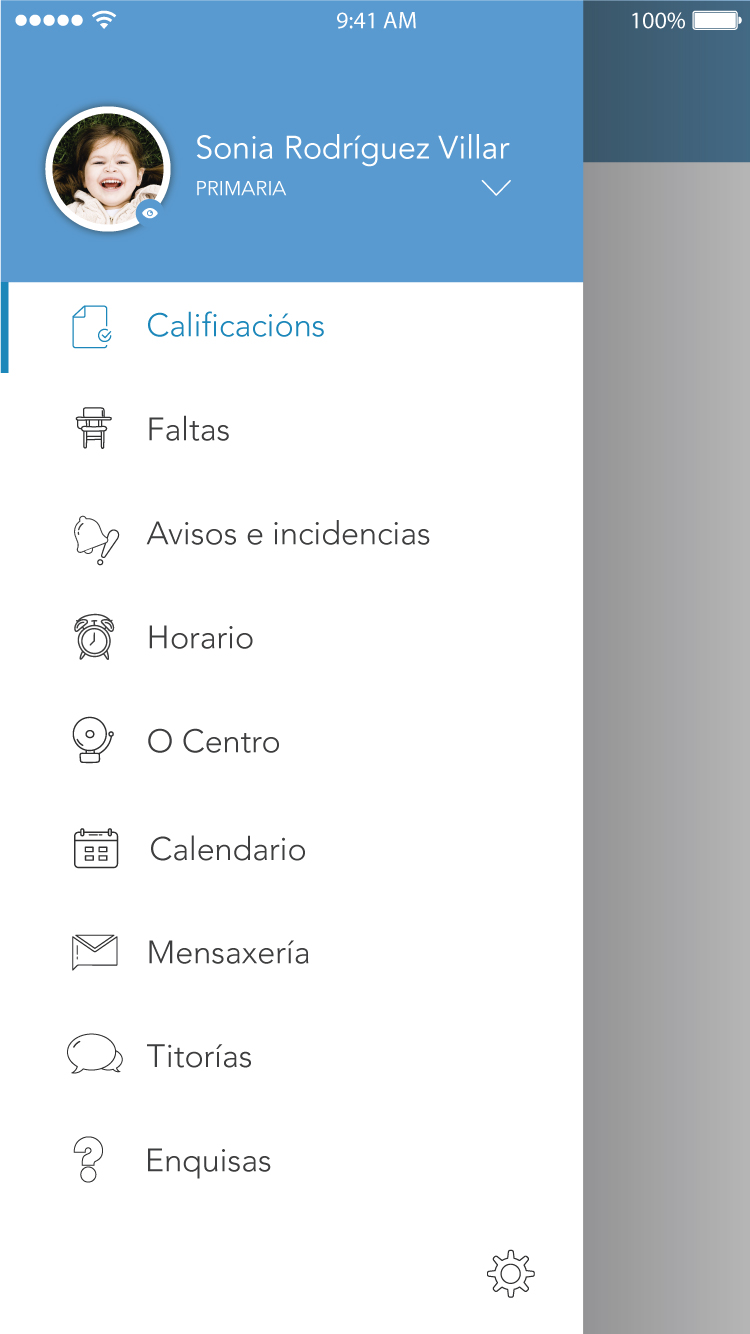 9:41 AM
100%
Sonia Rodríguez Villar
PRIMARIA
Calificacións
Faltas
Avisos e incidencias
Horario
O Centro
Calendario
Mensaxería
Titorías
Enquisas